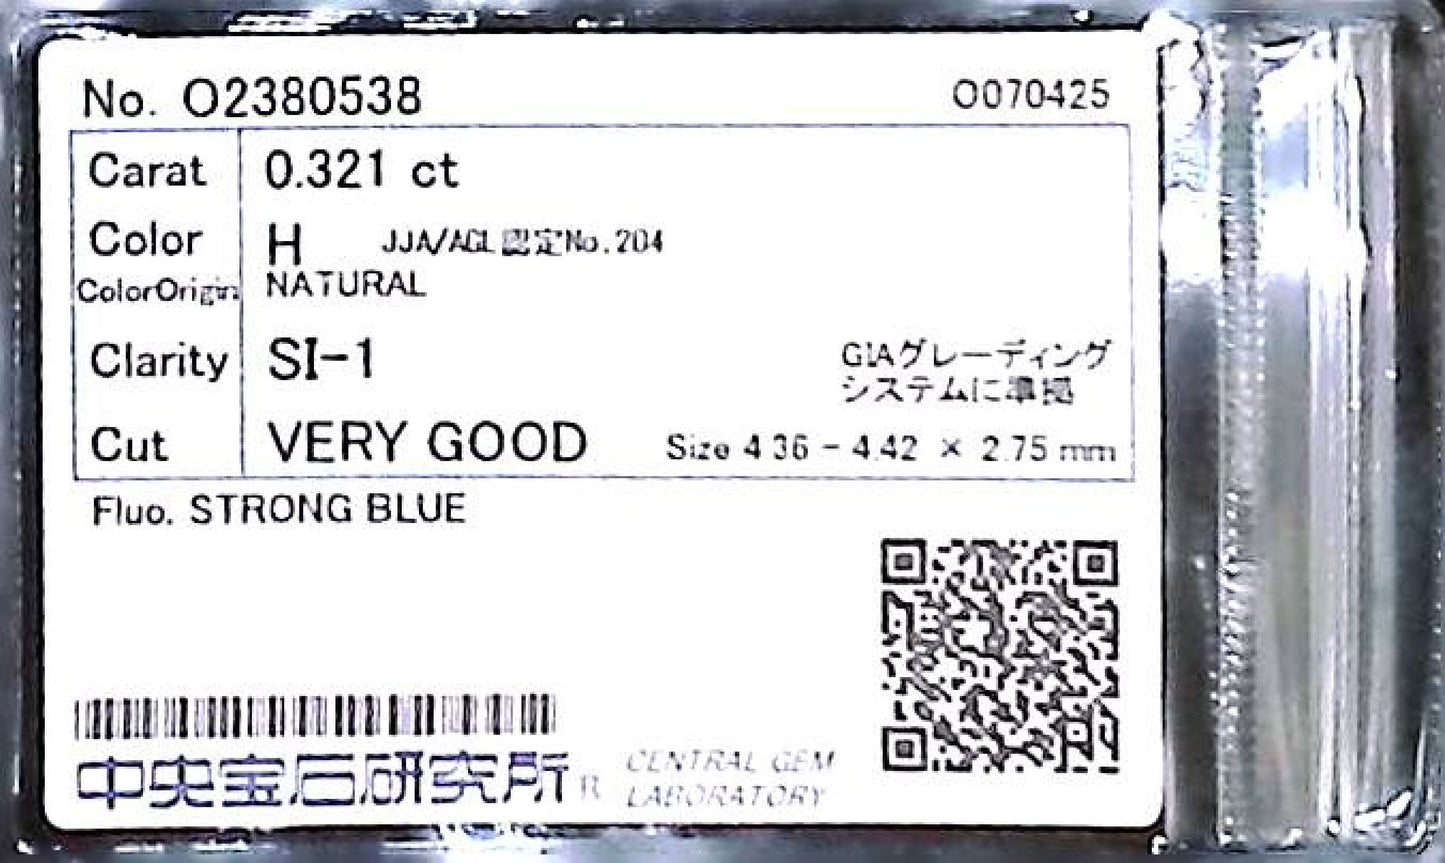 No. O2380538 O070425
Carat 0.321 ct
Color H JJA/AGL認定No.204
ColorOrigin NATURAL
Clarity SI-1 GIAグレーディング
システムに準拠
Cut VERY GOOD Size 4.36 - 4.42 × 2.75 mm
Fluo. STRONG BLUE
中央宝石研究所 R CENTRAL GEM
LABORATORY